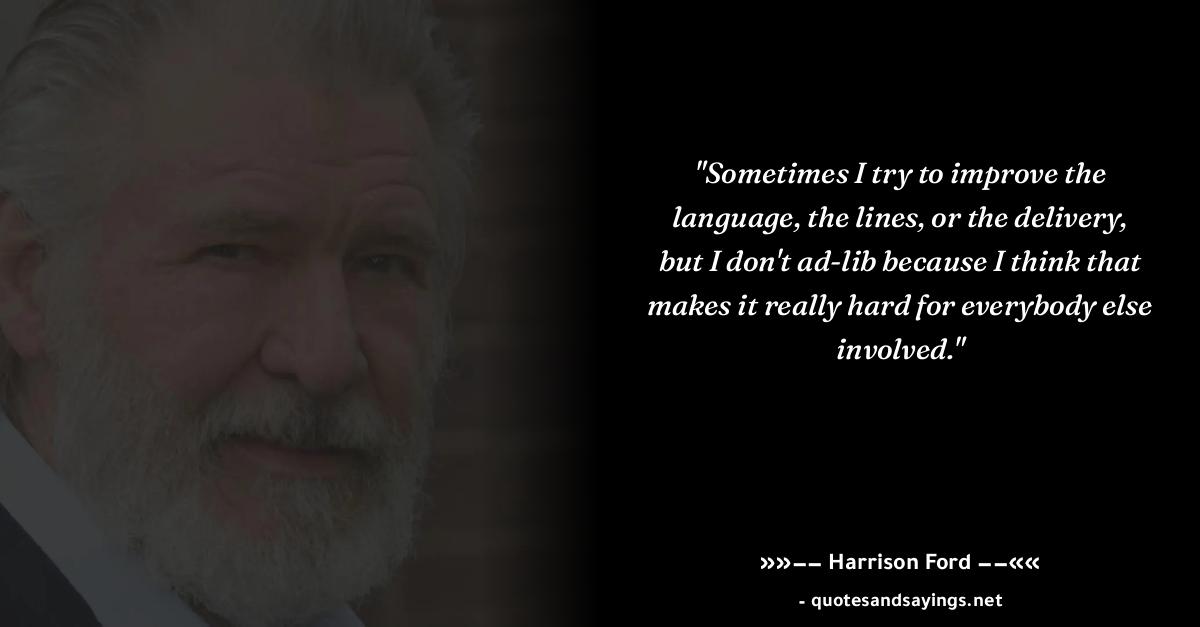 "Sometimes I try to improve the
language, the lines, or the delivery,
but I don't ad-lib because I think that
makes it really hard for everybody else
involved."
»»−− Harrison Ford −−««
- quotesandsayings.net